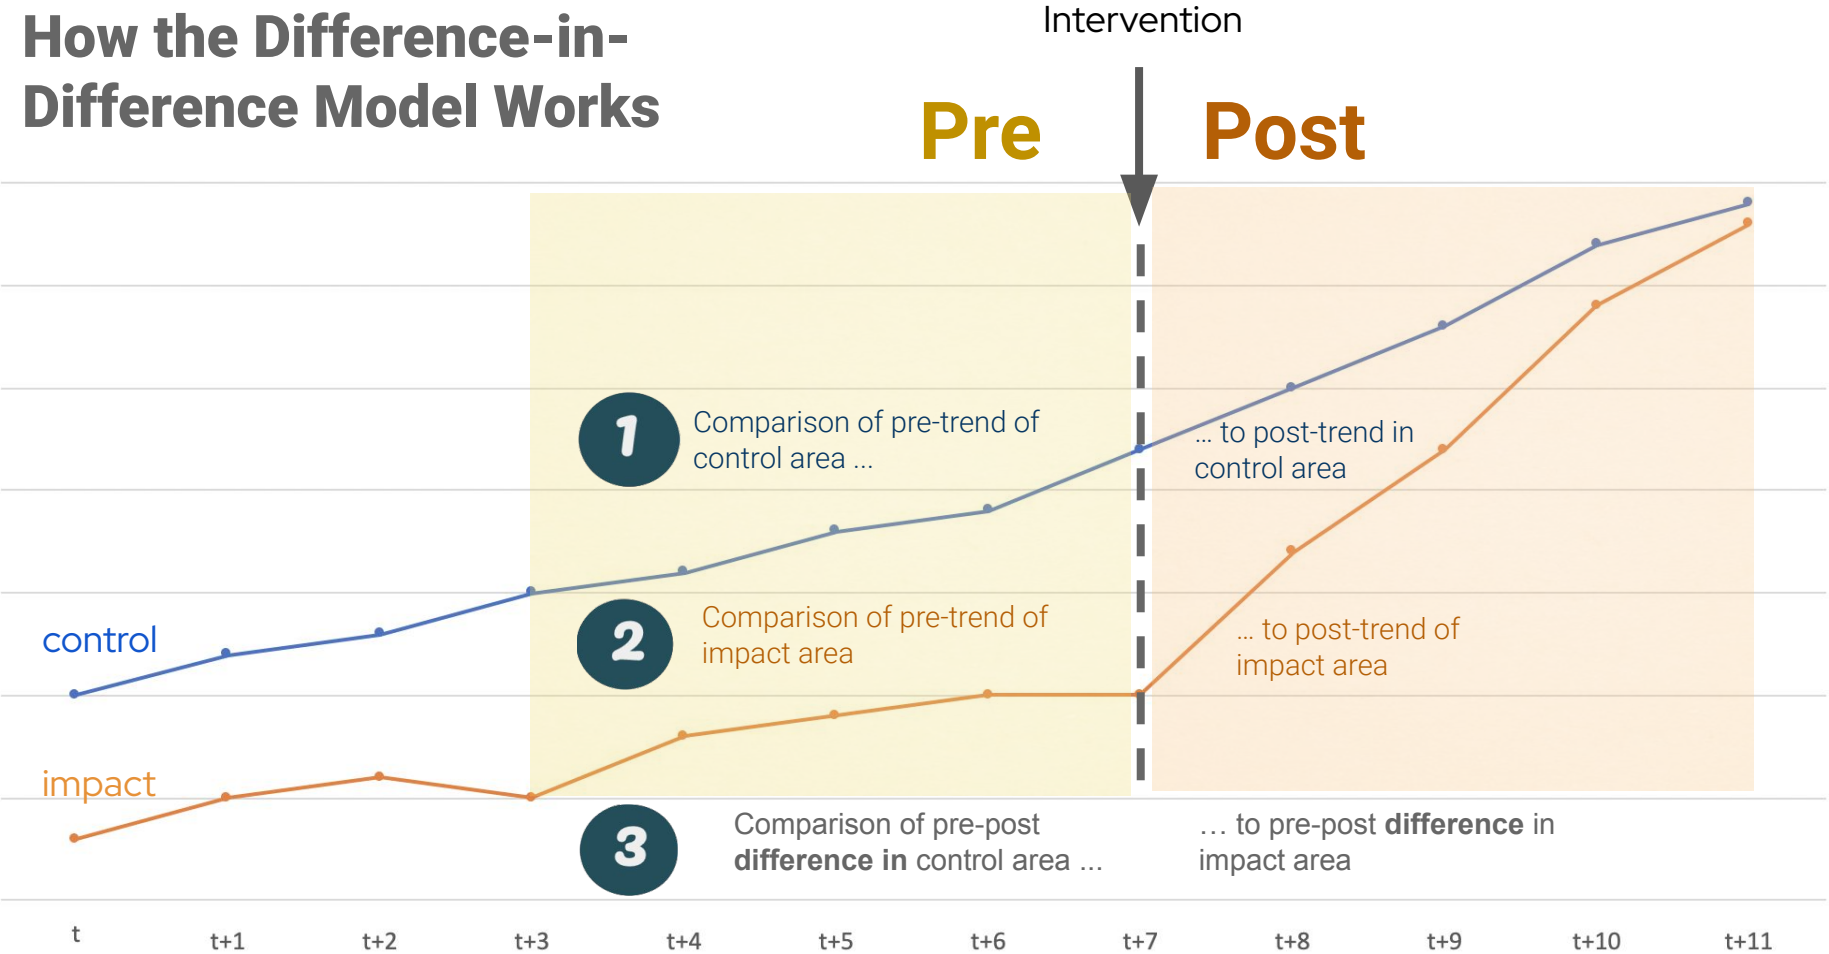 How the Difference-in-
Difference Model Works
Intervention
Pre
Post
1
Comparison of pre-trend of
control area ...
... to post-trend in
control area
2
Comparison of pre-trend of
impact area
... to post-trend of
impact area
control
impact
3
Comparison of pre-post
difference in control area ...
... to pre-post difference in
impact area
t
t+1
t+2
t+3
t+4
t+5
t+6
t+7
t+8
t+9
t+10
t+11